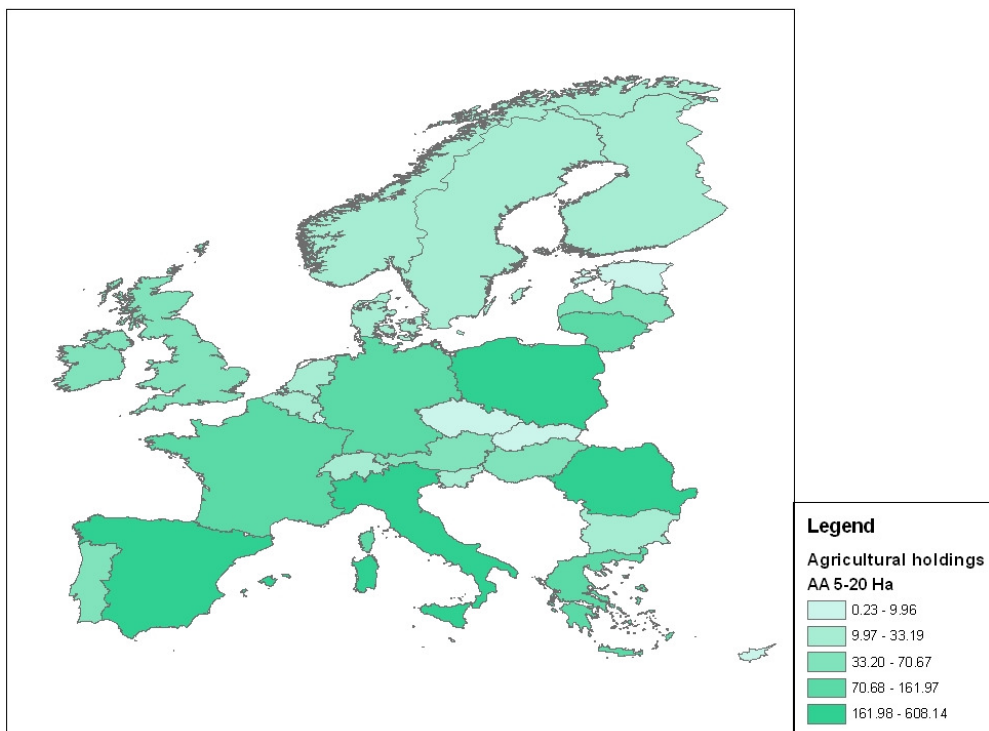 Legend
Agricultural holdings
AA 5-20 Ha
0.23 - 9.96
9.97 - 33.19
33.20 - 70.67
70.68 - 161.97
161.98 - 608.14